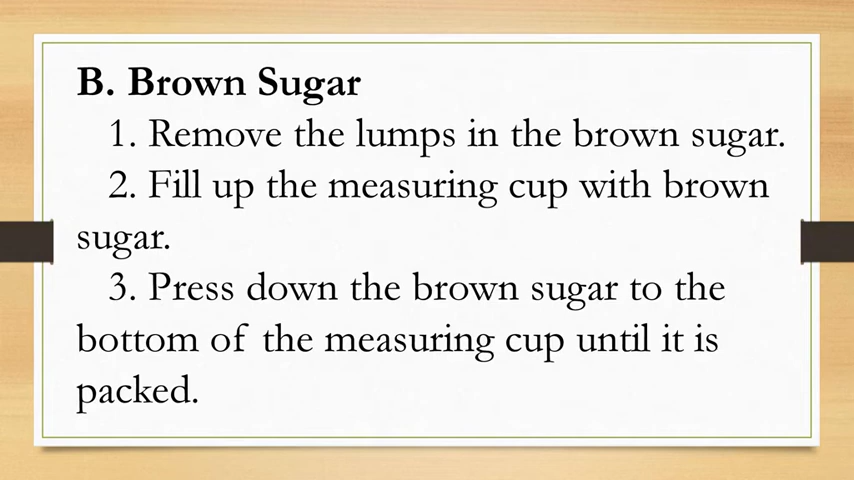 B. Brown Sugar
1. Remove the lumps in the brown sugar.
2. Fill up the measuring cup with brown
sugar.
3. Press down the brown sugar to the
bottom of the measuring cup until it is
packed.